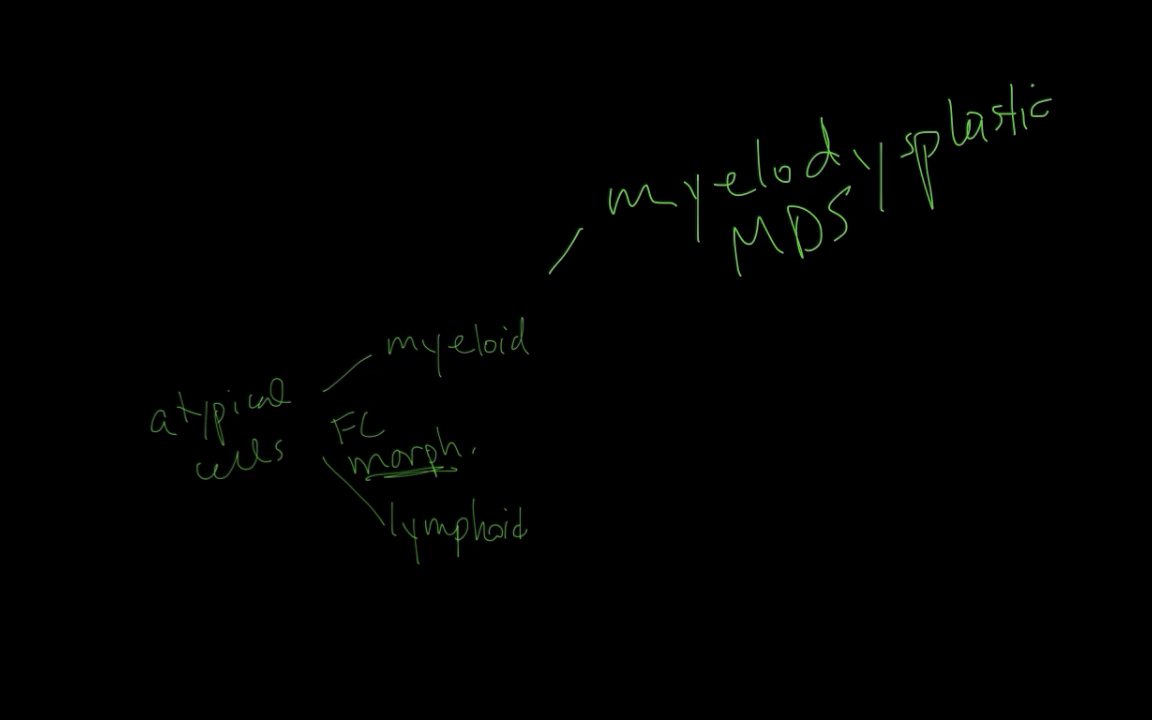 myelodysplastic
MDS
myeloid
atypical
cells
FC
morph.
lymphoid